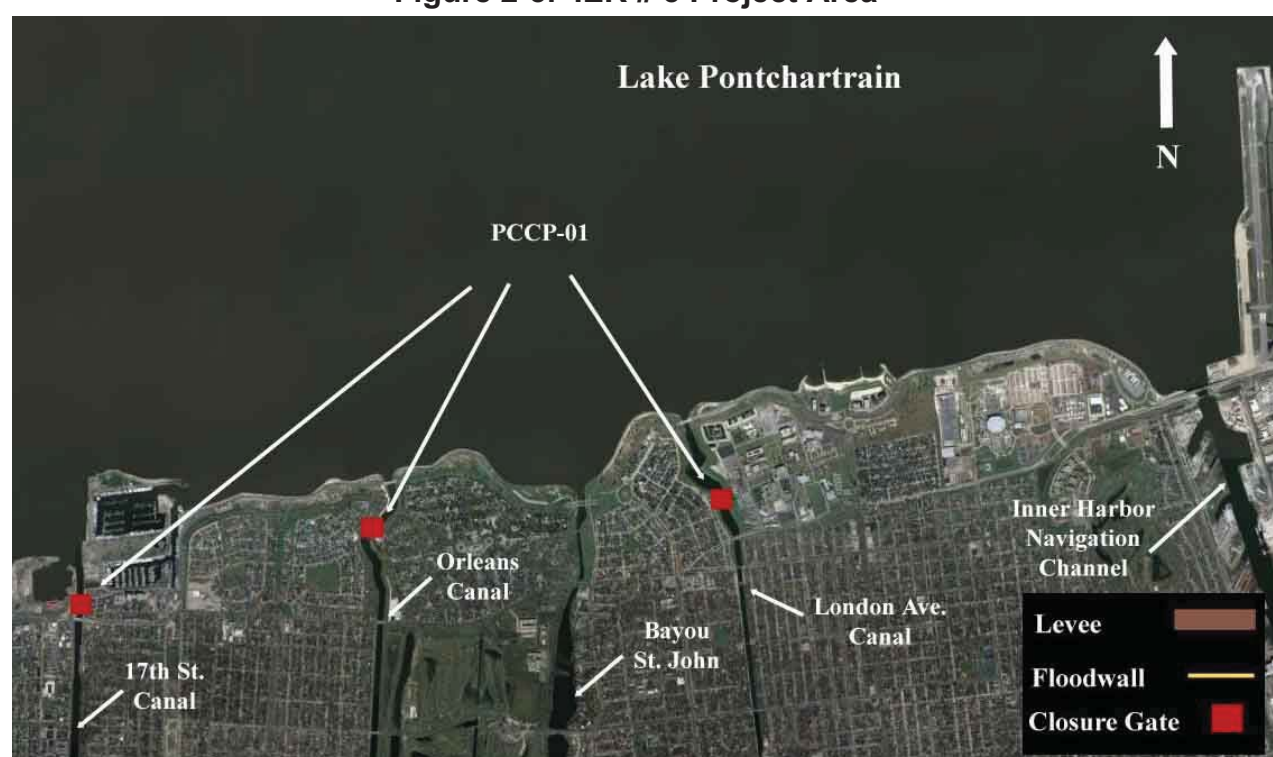 Lake Pontchartrain
N
PCCP-01
Orleans
Canal
Inner Harbor
Navigation
Channel
London Ave.
Canal
Bayou
St. John
17th St.
Canal
Levee
Floodwall
Closure Gate